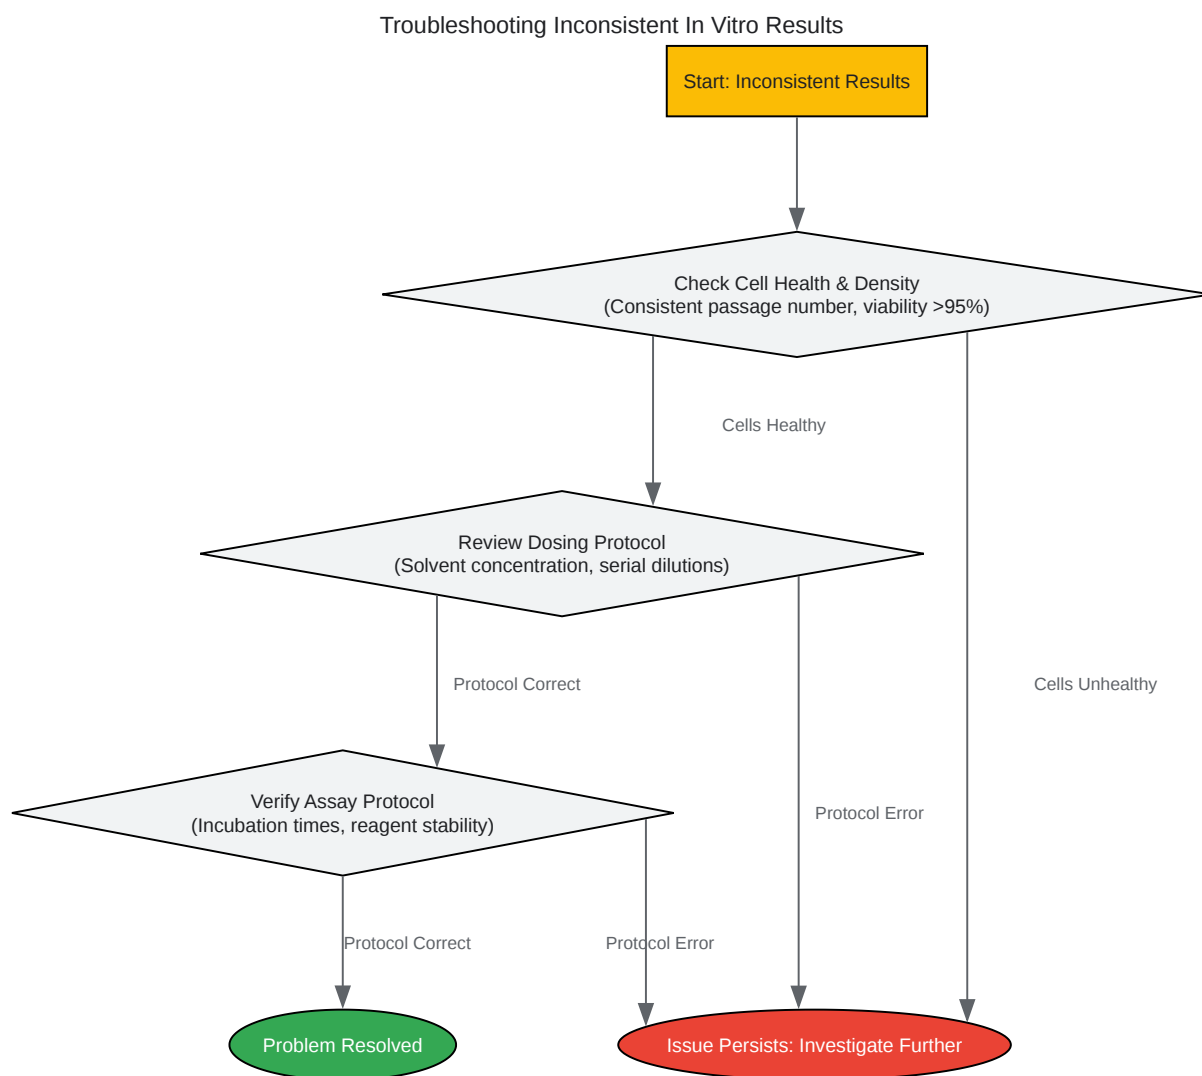 Troubleshooting Inconsistent In Vitro Results
Start: Inconsistent Results
Check Cell Health & Density
(Consistent passage number, viability >95%)
Cells Healthy
Review Dosing Protocol
(Solvent concentration, serial dilutions)
Protocol Correct
Cells Unhealthy
Verify Assay Protocol
(Incubation times, reagent stability)
Protocol Error
Protocol Correct
Protocol Error
Problem Resolved
Issue Persists: Investigate Further